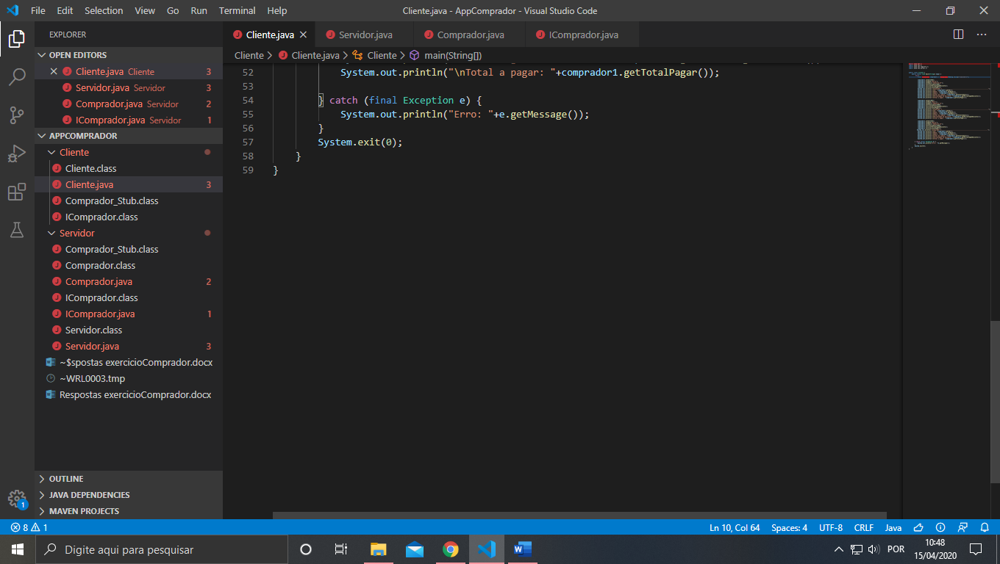 File Edit Selection View Go Run Terminal Help Cliente.java - AppComprador - Visual Studio Code
EXPLORER
OPEN EDITORS
Cliente.java Cliente 3
Servidor.java Servidor 3
Comprador.java Servidor 2
IComprador.java Servidor 1
APPCOMPRADOR
Cliente
Cliente.class
Cliente.java 3
Comprador_Stub.class
IComprador.class
Servidor
Comprador_Stub.class
Comprador.class
Comprador.java 2
IComprador.class
IComprador.java 1
Servidor.class
Servidor.java 3
~$spostas exercicioComprador.docx
~WRL0003.tmp
Respostas exercicioComprador.docx
OUTLINE
JAVA DEPENDENCIES
MAVEN PROJECTS
1
Cliente.java Servidor.java Comprador.java IComprador.java
Cliente > Cliente.java > Cliente > main(String[])
52 System.out.println("\nTotal a pagar: "+comprador1.getTotalPagar());
53
54 } catch (final Exception e) {
55 System.out.println("Erro: "+e.getMessage());
56 }
57 System.exit(0);
58 }
59 }
8 1 Ln 10, Col 64 Spaces: 4 UTF-8 CRLF Java
Digite aqui para pesquisar
POR
10:48
15/04/2020